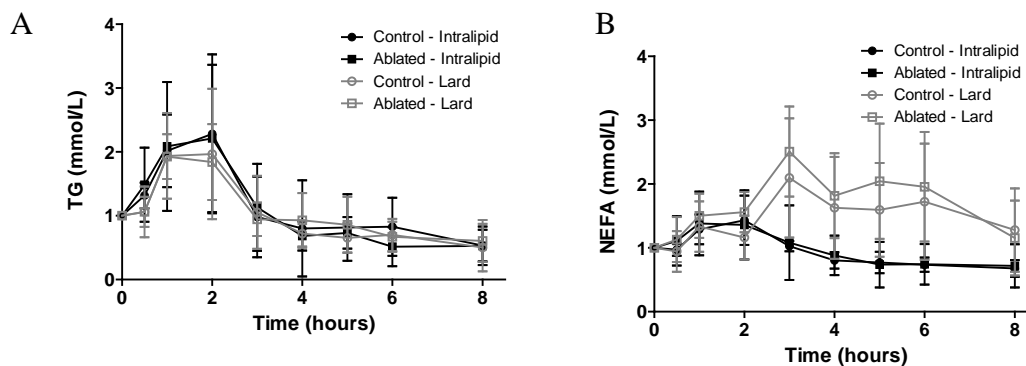 A
TG (mmol/L)
4
3
2
1
0
0
2
4
6
8
Time (hours)
Control - Intralipid
Ablated - Intralipid
Control - Lard
Ablated - Lard
B
NEFA (mmol/L)
4
3
2
1
0
0
2
4
6
8
Time (hours)
Control - Intralipid
Ablated - Intralipid
Control - Lard
Ablated - Lard